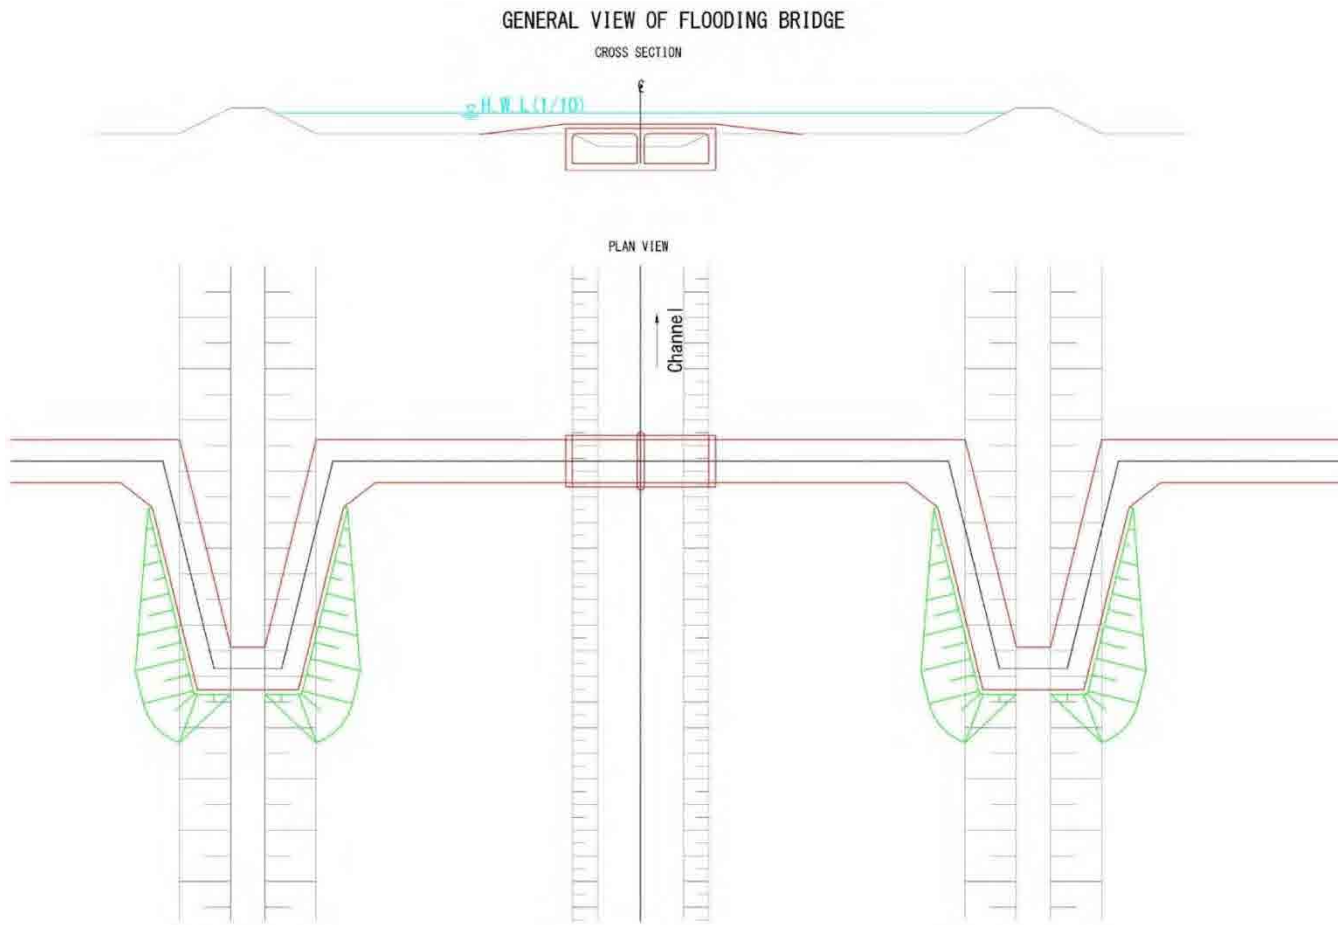 GENERAL VIEW OF FLOODING BRIDGE
CROSS SECTION
℄
H.W.L(1/10)
PLAN VIEW
Channel